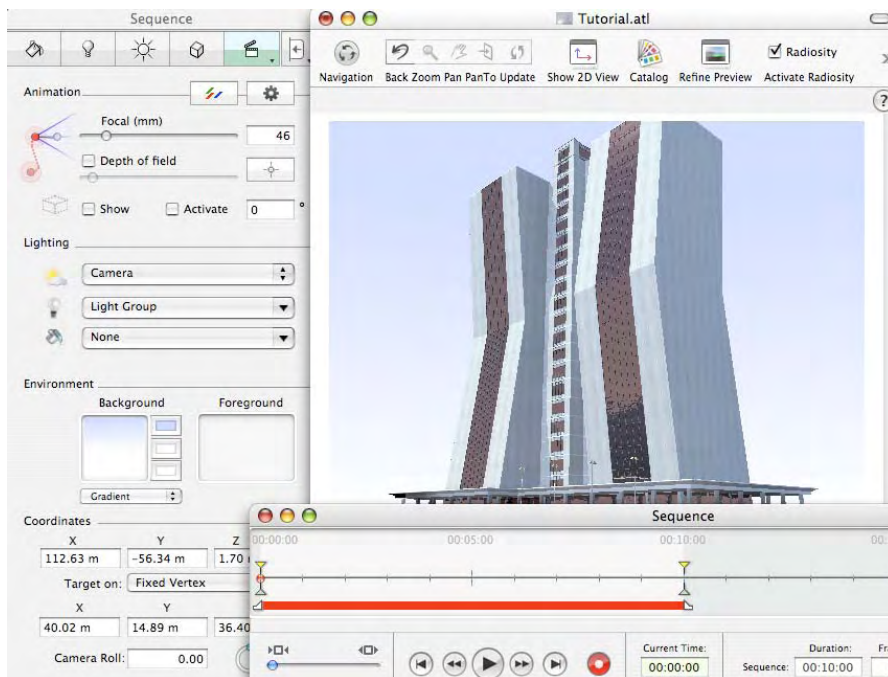 Sequence
Animation
Focal (mm)
46
Depth of field
Show Activate 0 °
Lighting
Camera
Light Group
None
Environment
Background Foreground
Gradient
Coordinates
X Y Z
112.63 m -56.34 m 1.70
Target on: Fixed Vertex
X Y
40.02 m 14.89 m 36.40
Camera Roll: 0.00
Tutorial.atl
Radiosity
Navigation Back Zoom Pan PanTo Update Show 2D View Catalog Refine Preview Activate Radiosity
?
Sequence
00:00:00 00:05:00 00:10:00 00:
Current Time: Duration: Fr
00:00:00 Sequence: 00:10:00